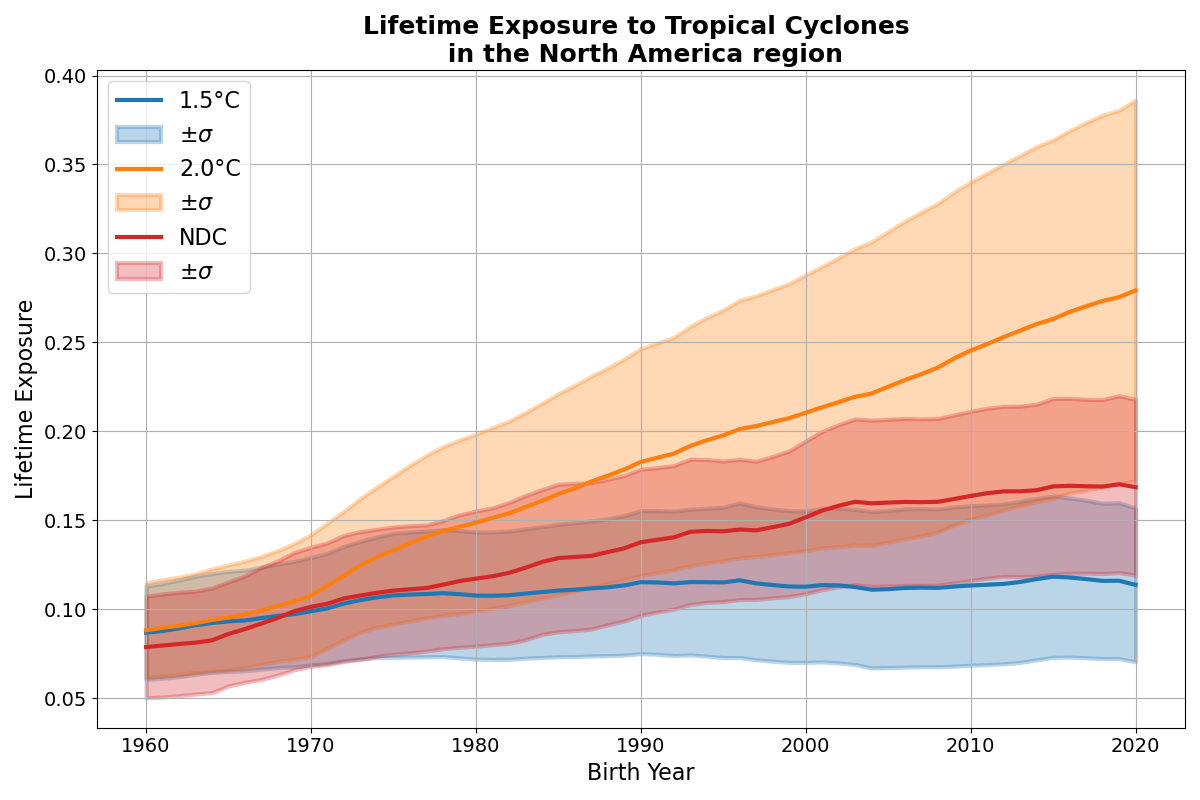 Lifetime Exposure to Tropical Cyclones
in the North America region
0.40
0.35
0.30
0.25
0.20
0.15
0.10
0.05
Lifetime Exposure
1.5°C
±σ
2.0°C
±σ
NDC
±σ
1960
1970
1980
1990
2000
2010
2020
Birth Year